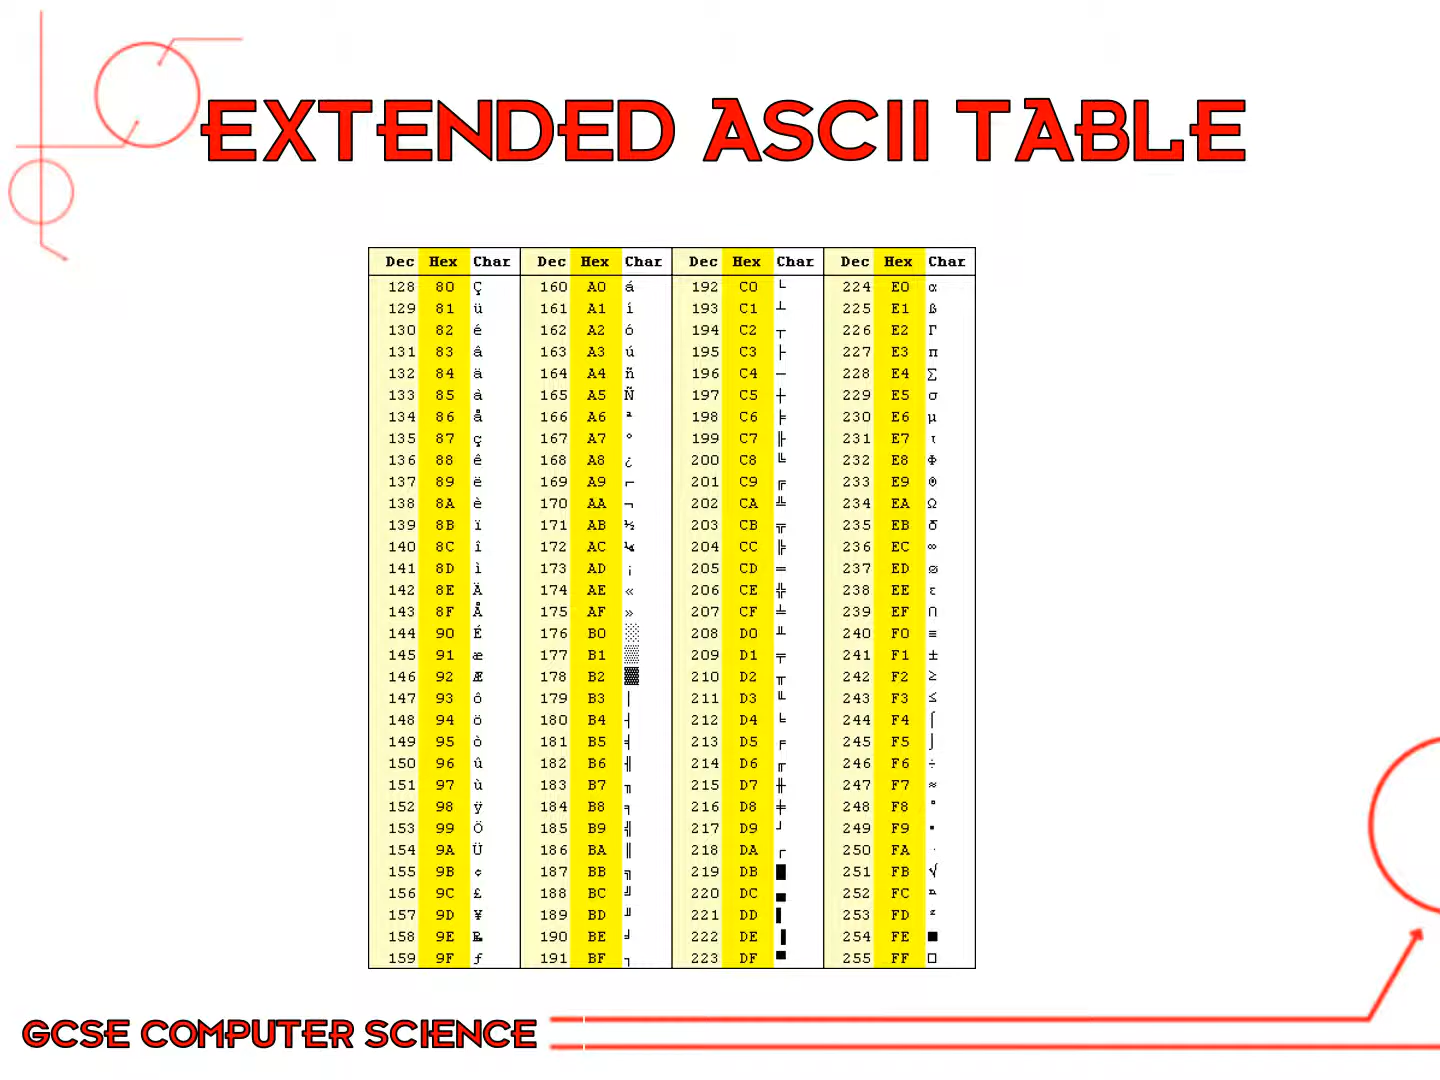 EXTENDED ASCII TABLE
Dec Hex Char Dec Hex Char Dec Hex Char Dec Hex Char
128 80 Ç 160 A0 á 192 C0 └ 224 E0 α
129 81 ü 161 A1 í 193 C1 ┴ 225 E1 ß
130 82 é 162 A2 ó 194 C2 ┬ 226 E2 Γ
131 83 â 163 A3 ú 195 C3 ├ 227 E3 π
132 84 ä 164 A4 ñ 196 C4 ─ 228 E4 Σ
133 85 à 165 A5 Ñ 197 C5 ┼ 229 E5 σ
134 86 å 166 A6 ª 198 C6 ╞ 230 E6 µ
135 87 ç 167 A7 º 199 C7 ╟ 231 E7 τ
136 88 ê 168 A8 ¿ 200 C8 ╚ 232 E8 Φ
137 89 ë 169 A9 ⌐ 201 C9 ╔ 233 E9 Θ
138 8A è 170 AA ¬ 202 CA ╩ 234 EA Ω
139 8B ï 171 AB ½ 203 CB ╦ 235 EB δ
140 8C î 172 AC ¼ 204 CC ╠ 236 EC ∞
141 8D ì 173 AD ¡ 205 CD ═ 237 ED ø
142 8E Ä 174 AE « 206 CE ╬ 238 EE ε
143 8F Å 175 AF » 207 CF ╧ 239 EF ∩
144 90 É 176 B0 ░ 208 D0 ╨ 240 F0 ≡
145 91 æ 177 B1 ▒ 209 D1 ╤ 241 F1 ±
146 92 Æ 178 B2 ▓ 210 D2 ╥ 242 F2 ≥
147 93 ô 179 B3 │ 211 D3 ╙ 243 F3 ≤
148 94 ö 180 B4 ┤ 212 D4 ╘ 244 F4 ⌠
149 95 ò 181 B5 ╡ 213 D5 ╒ 245 F5 ⌡
150 96 û 182 B6 ╢ 214 D6 ╓ 246 F6 ÷
151 97 ù 183 B7 ╖ 215 D7 ╫ 247 F7 ≈
152 98 ÿ 184 B8 ╕ 216 D8 ╪ 248 F8 °
153 99 Ö 185 B9 ╣ 217 D9 ┘ 249 F9 ∙
154 9A Ü 186 BA ║ 218 DA ┌ 250 FA ·
155 9B ¢ 187 BB ╗ 219 DB █ 251 FB √
156 9C £ 188 BC ╝ 220 DC ▄ 252 FC ⁿ
157 9D ¥ 189 BD ╜ 221 DD ▌ 253 FD ²
158 9E ₧ 190 BE ╛ 222 DE ▐ 254 FE ■
159 9F ƒ 191 BF ┐ 223 DF ▀ 255 FF □
GCSE COMPUTER SCIENCE